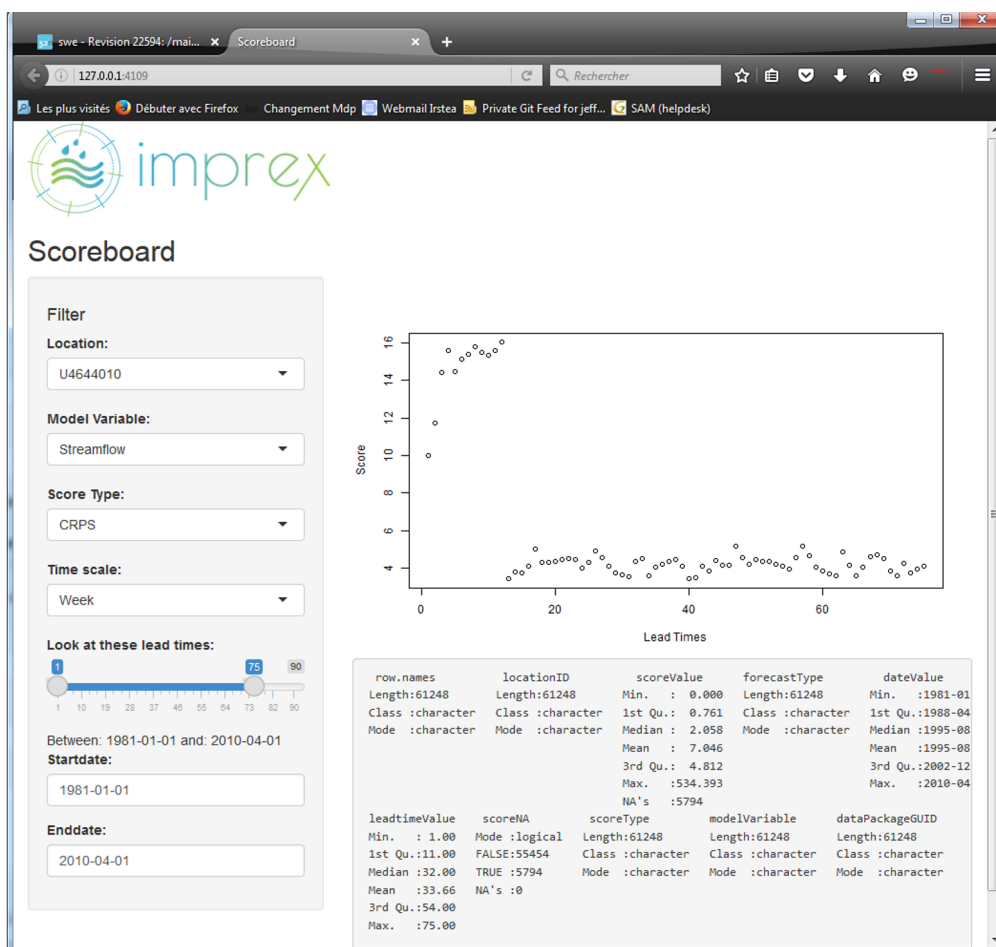 swe - Revision 22594: /mai... × Scoreboard × +
127.0.0.1:4109 Rechercher
Les plus visités Débuter avec Firefox Changement Mdp Webmail Irstea Private Git Feed for jeff... SAM (helpdesk)
imprex
Scoreboard
Filter
Location:
U4644010
Model Variable:
Streamflow
Score Type:
CRPS
Time scale:
Week
Look at these lead times:
1 75 90
1 10 19 28 37 46 55 64 73 82 90
Between: 1981-01-01 and: 2010-04-01
Startdate:
1981-01-01
Enddate:
2010-04-01
Score
16
14
12
10
8
6
4
0 20 40 60
Lead Times
row.names locationID scoreValue forecastType dateValue
Length:61248 Length:61248 Min. : 0.000 Length:61248 Min. :1981-01
Class :character Class :character 1st Qu.: 0.761 Class :character 1st Qu.:1988-04
Mode :character Mode :character Median : 2.058 Mode :character Median :1995-08
Mean : 7.046 Mean :1995-08
3rd Qu.: 4.812 3rd Qu.:2002-12
Max. :534.393 Max. :2010-04
NA's :5794
leadtimeValue scoreNA scoreType modelVariable dataPackageGUID
Min. : 1.00 Mode :logical Length:61248 Length:61248 Length:61248
1st Qu.:11.00 FALSE:55454 Class :character Class :character Class :character
Median :32.00 TRUE :5794 Mode :character Mode :character Mode :character
Mean :33.66 NA's :0
3rd Qu.:54.00
Max. :75.00